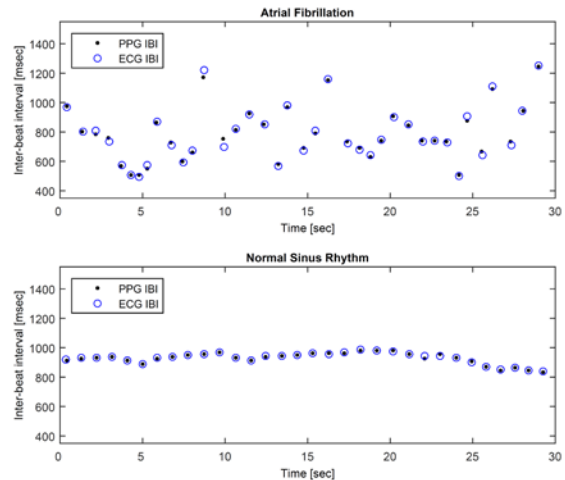 Atrial Fibrillation
1400
1200
1000
800
600
400
Inter-beat interval [msec]
PPG IBI
ECG IBI
0 5 10 15 20 25 30
Time [sec]
Normal Sinus Rhythm
1400
1200
1000
800
600
400
Inter-beat interval [msec]
PPG IBI
ECG IBI
0 5 10 15 20 25 30
Time [sec]